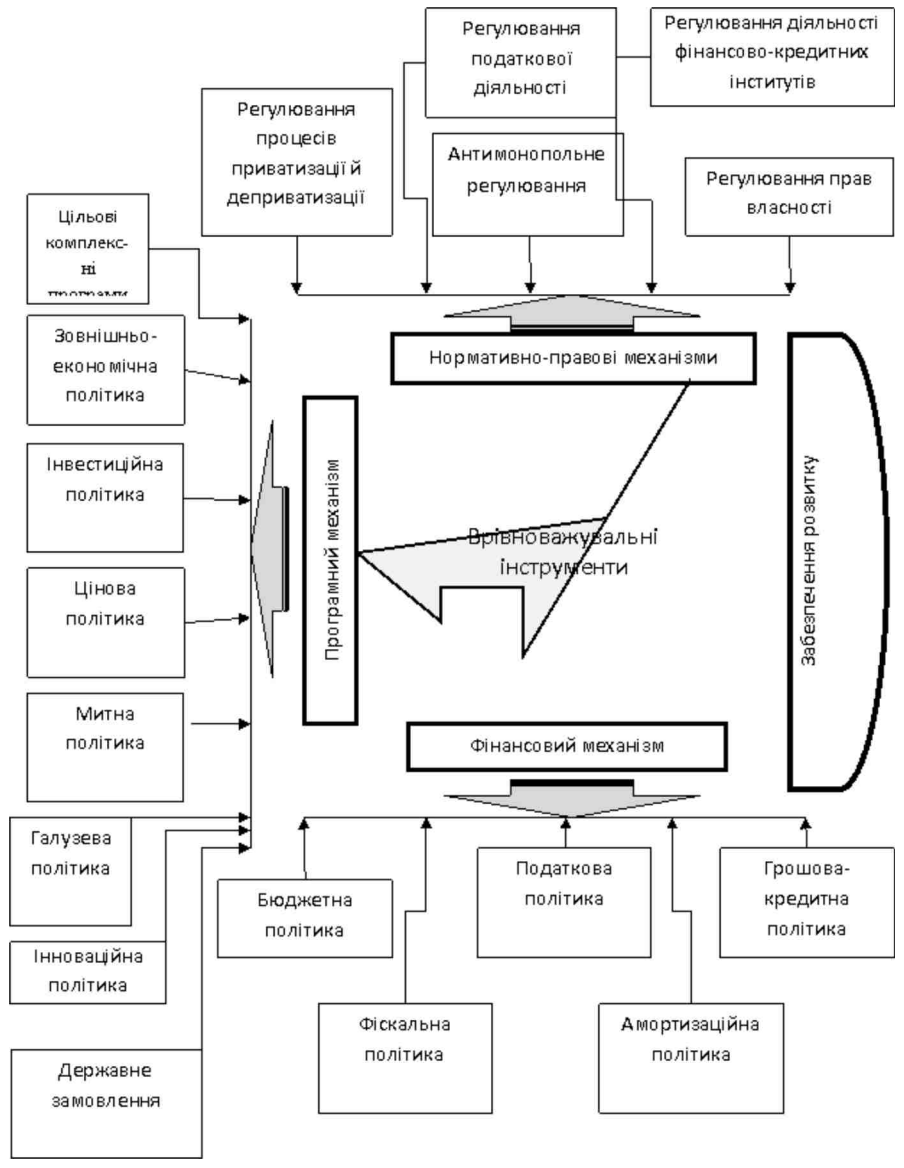 Регулювання
податкової
діяльності
Регулювання діяльності
фінансово-кредитних
інститутів
Регулювання
процесів
приватизації й
деприватизації
Антимонопольне
регулювання
Регулювання прав
власності
Цільові
комплекс-
ні
програми
Зовнішньо-
економічна
політика
Інвестиційна
політика
Цінова
політика
Митна
політика
Галузева
політика
Інноваційна
політика
Державне
замовлення
Нормативно-правові механізми
Програмний механізм
Врівноважувальні
інструменти
Забезпечення розвитку
Фінансовий механізм
Бюджетна
політика
Податкова
політика
Грошова-
кредитна
політика
Фіскальна
політика
Амортизаційна
політика